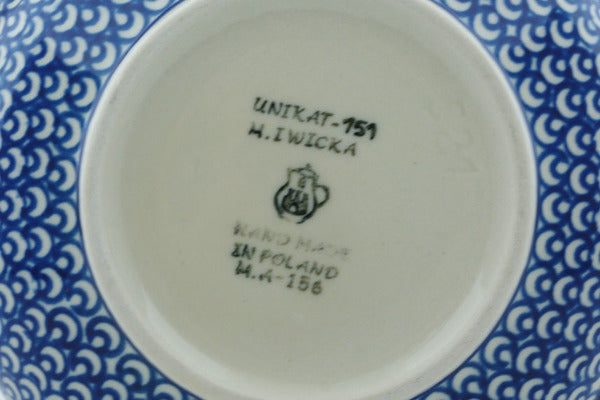 UNIKAT-151
H.IWICKA
HAND MADE
IN POLAND
M.A-156